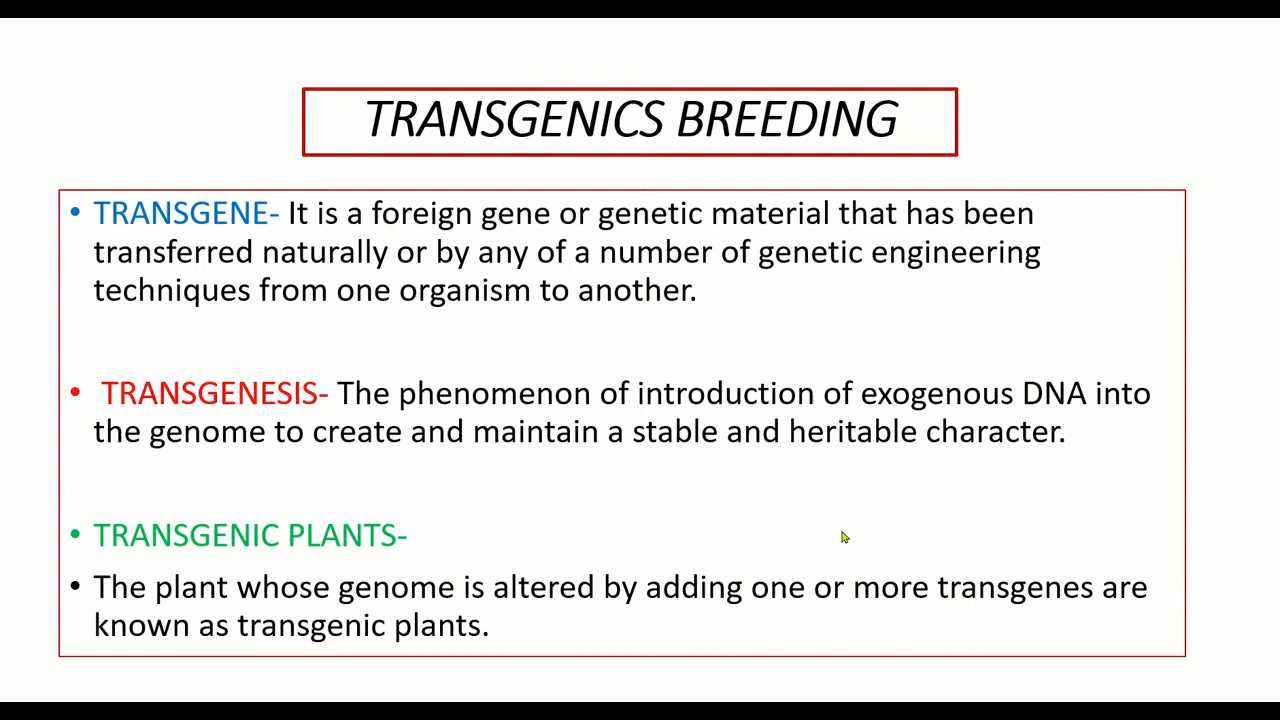 TRANSGENICS BREEDING
• TRANSGENE- It is a foreign gene or genetic material that has been
transferred naturally or by any of a number of genetic engineering
techniques from one organism to another.
• TRANSGENESIS- The phenomenon of introduction of exogenous DNA into
the genome to create and maintain a stable and heritable character.
• TRANSGENIC PLANTS-
• The plant whose genome is altered by adding one or more transgenes are
known as transgenic plants.